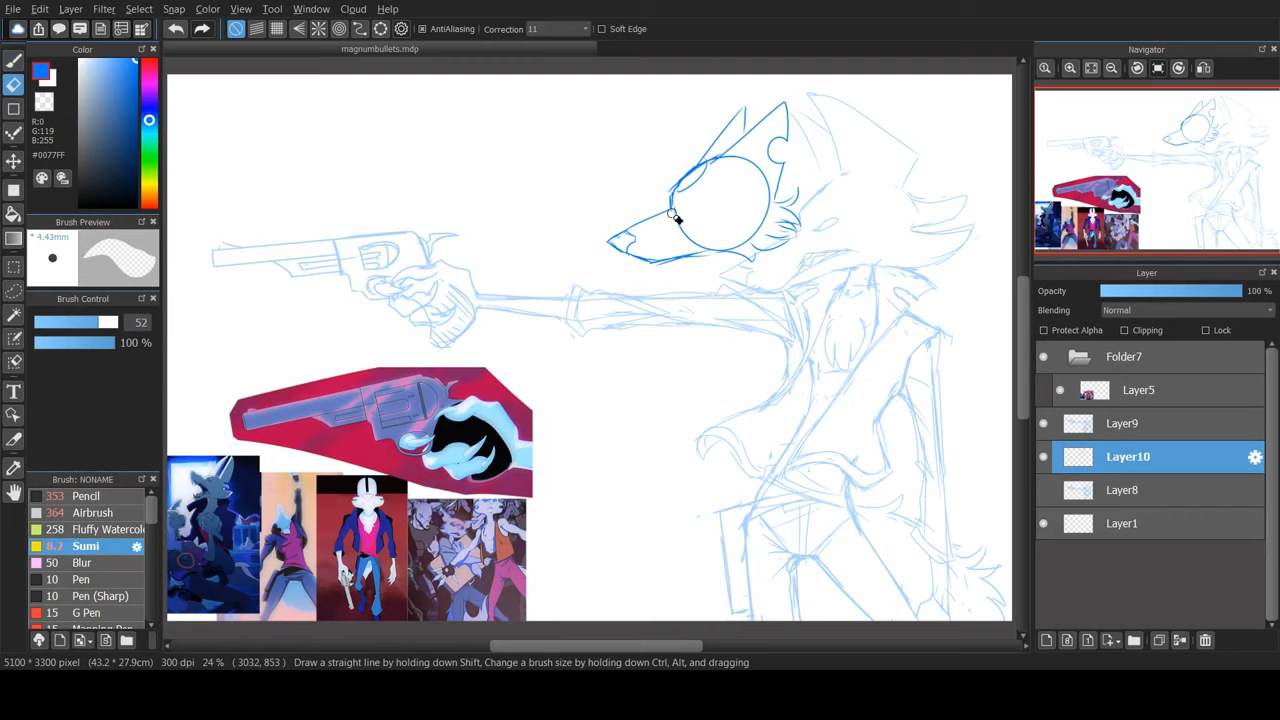 File Edit Layer Filter Select Snap Color View Tool Window Cloud Help
AntiAliasing Correction 11 Soft Edge
Color
magnumbullets.mdp
Navigator
R:0
G:119
B:255
#0077FF
Brush Preview
4.43mm
Brush Control
52
100 %
Layer
Opacity 100 %
Blending Normal
Protect Alpha Clipping Lock
Folder7
Layer5
Layer9
Layer10
Layer8
Layer1
Brush: NONAME
353 Pencil
364 Airbrush
258 Fluffy Watercolo
8.2 Sumi
50 Blur
10 Pen
10 Pen (Sharp)
15 G Pen
15 Mapping Pen
5100 * 3300 pixel (43.2 * 27.9cm) 300 dpi 24 % ( 3032, 853 ) Draw a straight line by holding down Shift, Change a brush size by holding down Ctrl, Alt, and dragging